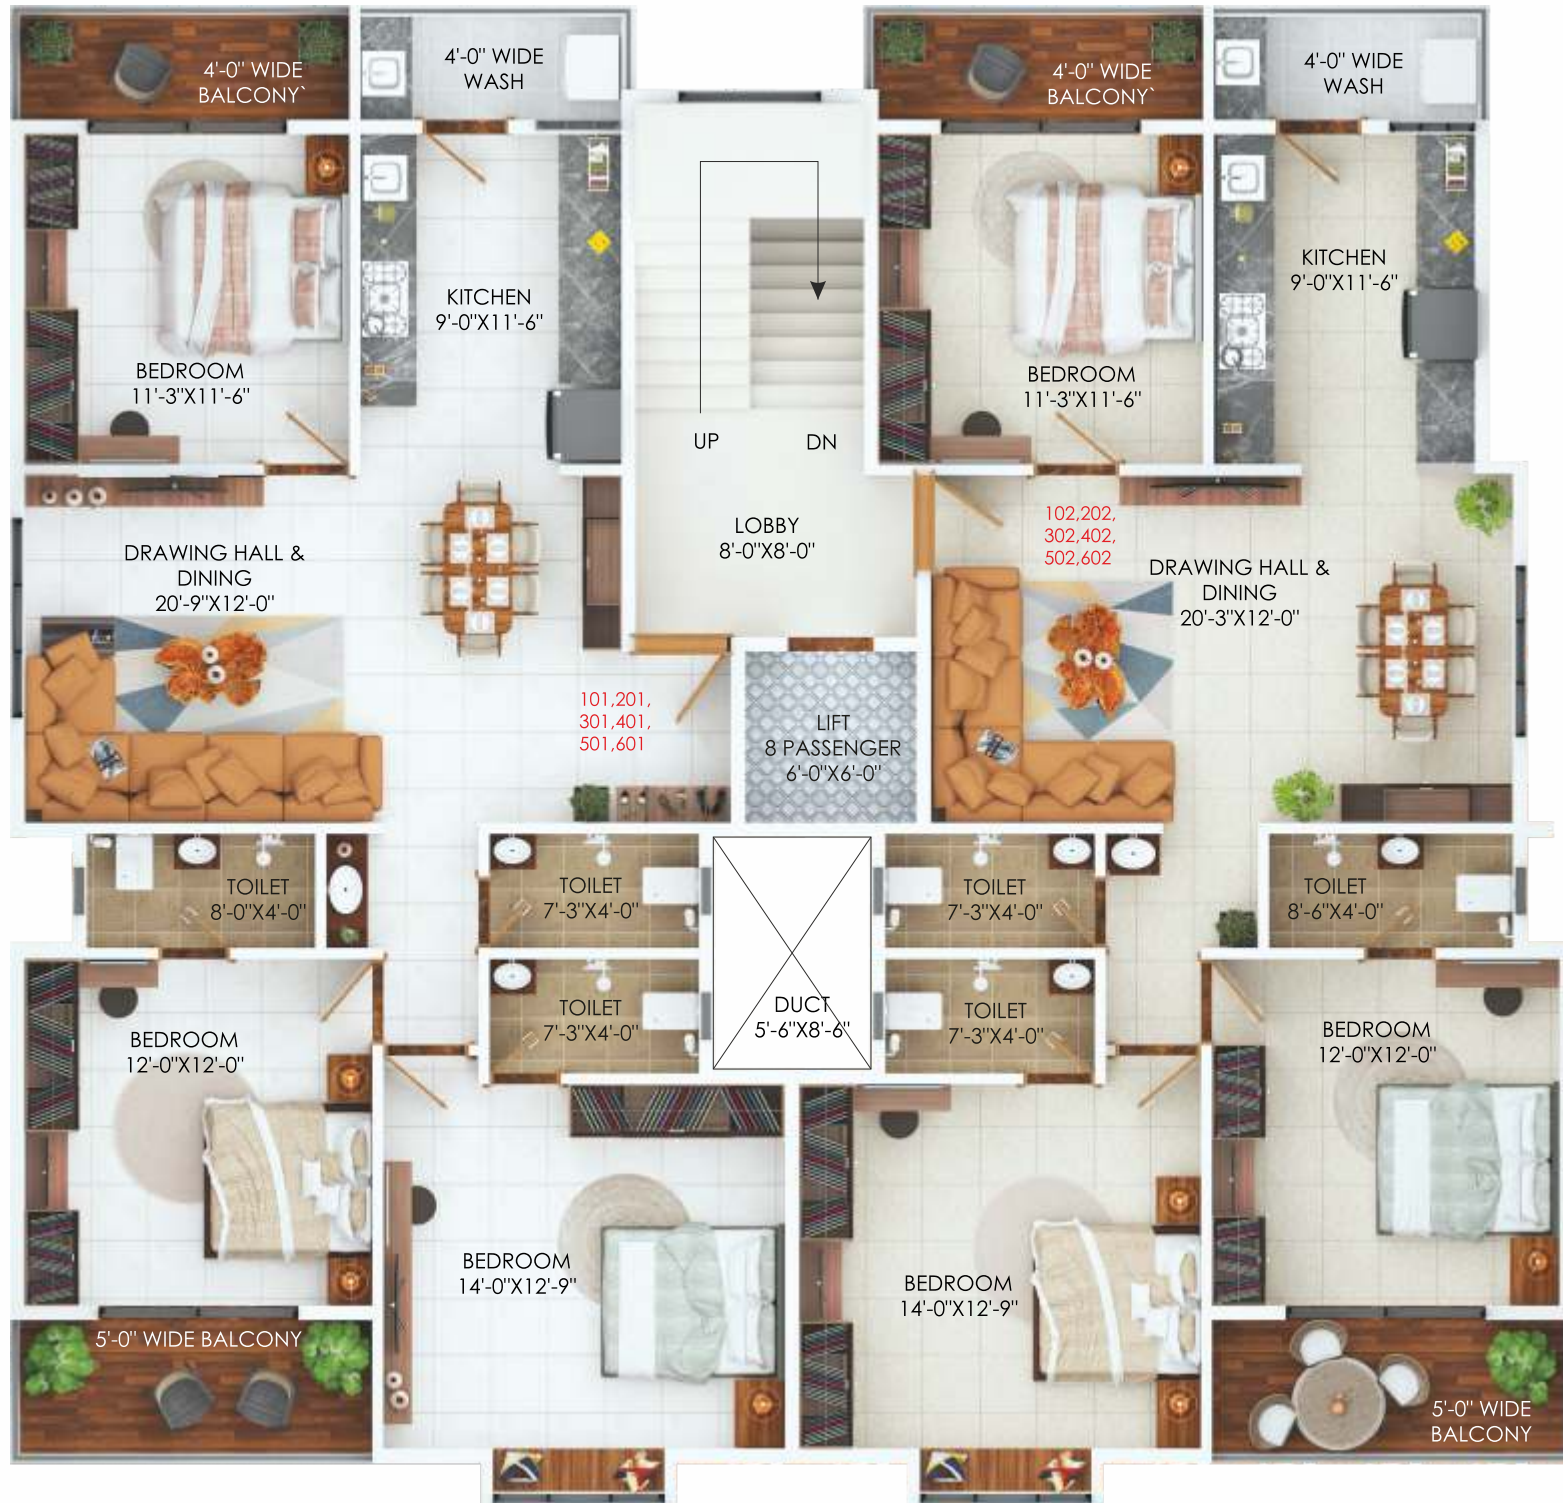 4'-0" WIDE
BALCONY`
4'-0" WIDE
WASH
4'-0" WIDE
BALCONY`
4'-0" WIDE
WASH
BEDROOM
11'-3"X11'-6"
KITCHEN
9'-0"X11'-6"
UP
DN
BEDROOM
11'-3"X11'-6"
KITCHEN
9'-0"X11'-6"
DRAWING HALL &
DINING
20'-9"X12'-0"
LOBBY
8'-0"X8'-0"
102,202,
302,402,
502,602
DRAWING HALL &
DINING
20'-3"X12'-0"
101,201,
301,401,
501,601
LIFT
8 PASSENGER
6'-0"X6'-0"
TOILET
8'-0"X4'-0"
TOILET
7'-3"X4'-0"
TOILET
7'-3"X4'-0"
TOILET
8'-6"X4'-0"
TOILET
7'-3"X4'-0"
DUCT
5'-6"X8'-6"
TOILET
7'-3"X4'-0"
BEDROOM
12'-0"X12'-0"
BEDROOM
12'-0"X12'-0"
BEDROOM
14'-0"X12'-9"
BEDROOM
14'-0"X12'-9"
5'-0" WIDE BALCONY
5'-0" WIDE
BALCONY